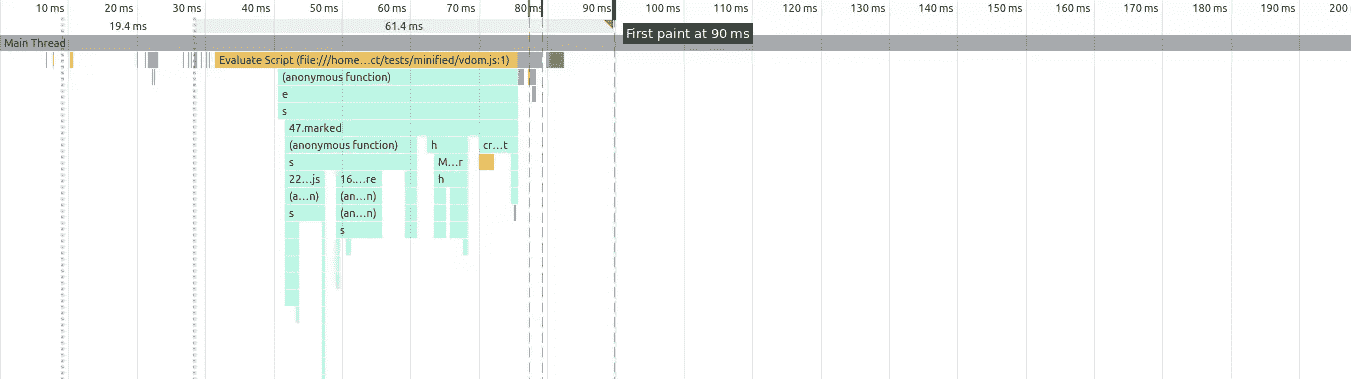 10 ms 20 ms 30 ms 40 ms 50 ms 60 ms 70 ms 80 ms 90 ms 100 ms 110 ms 120 ms 130 ms 140 ms 150 ms 160 ms 170 ms 180 ms 190 ms 200
19.4 ms 61.4 ms
First paint at 90 ms
Main Thread
Evaluate Script (file:///home...ct/tests/minified/vdom.js:1)
(anonymous function)
e
s
47.marked
(anonymous function) h cr...t
s M...r
22...js 16....re h
(a...n) (an...n)
s (an...n)
s